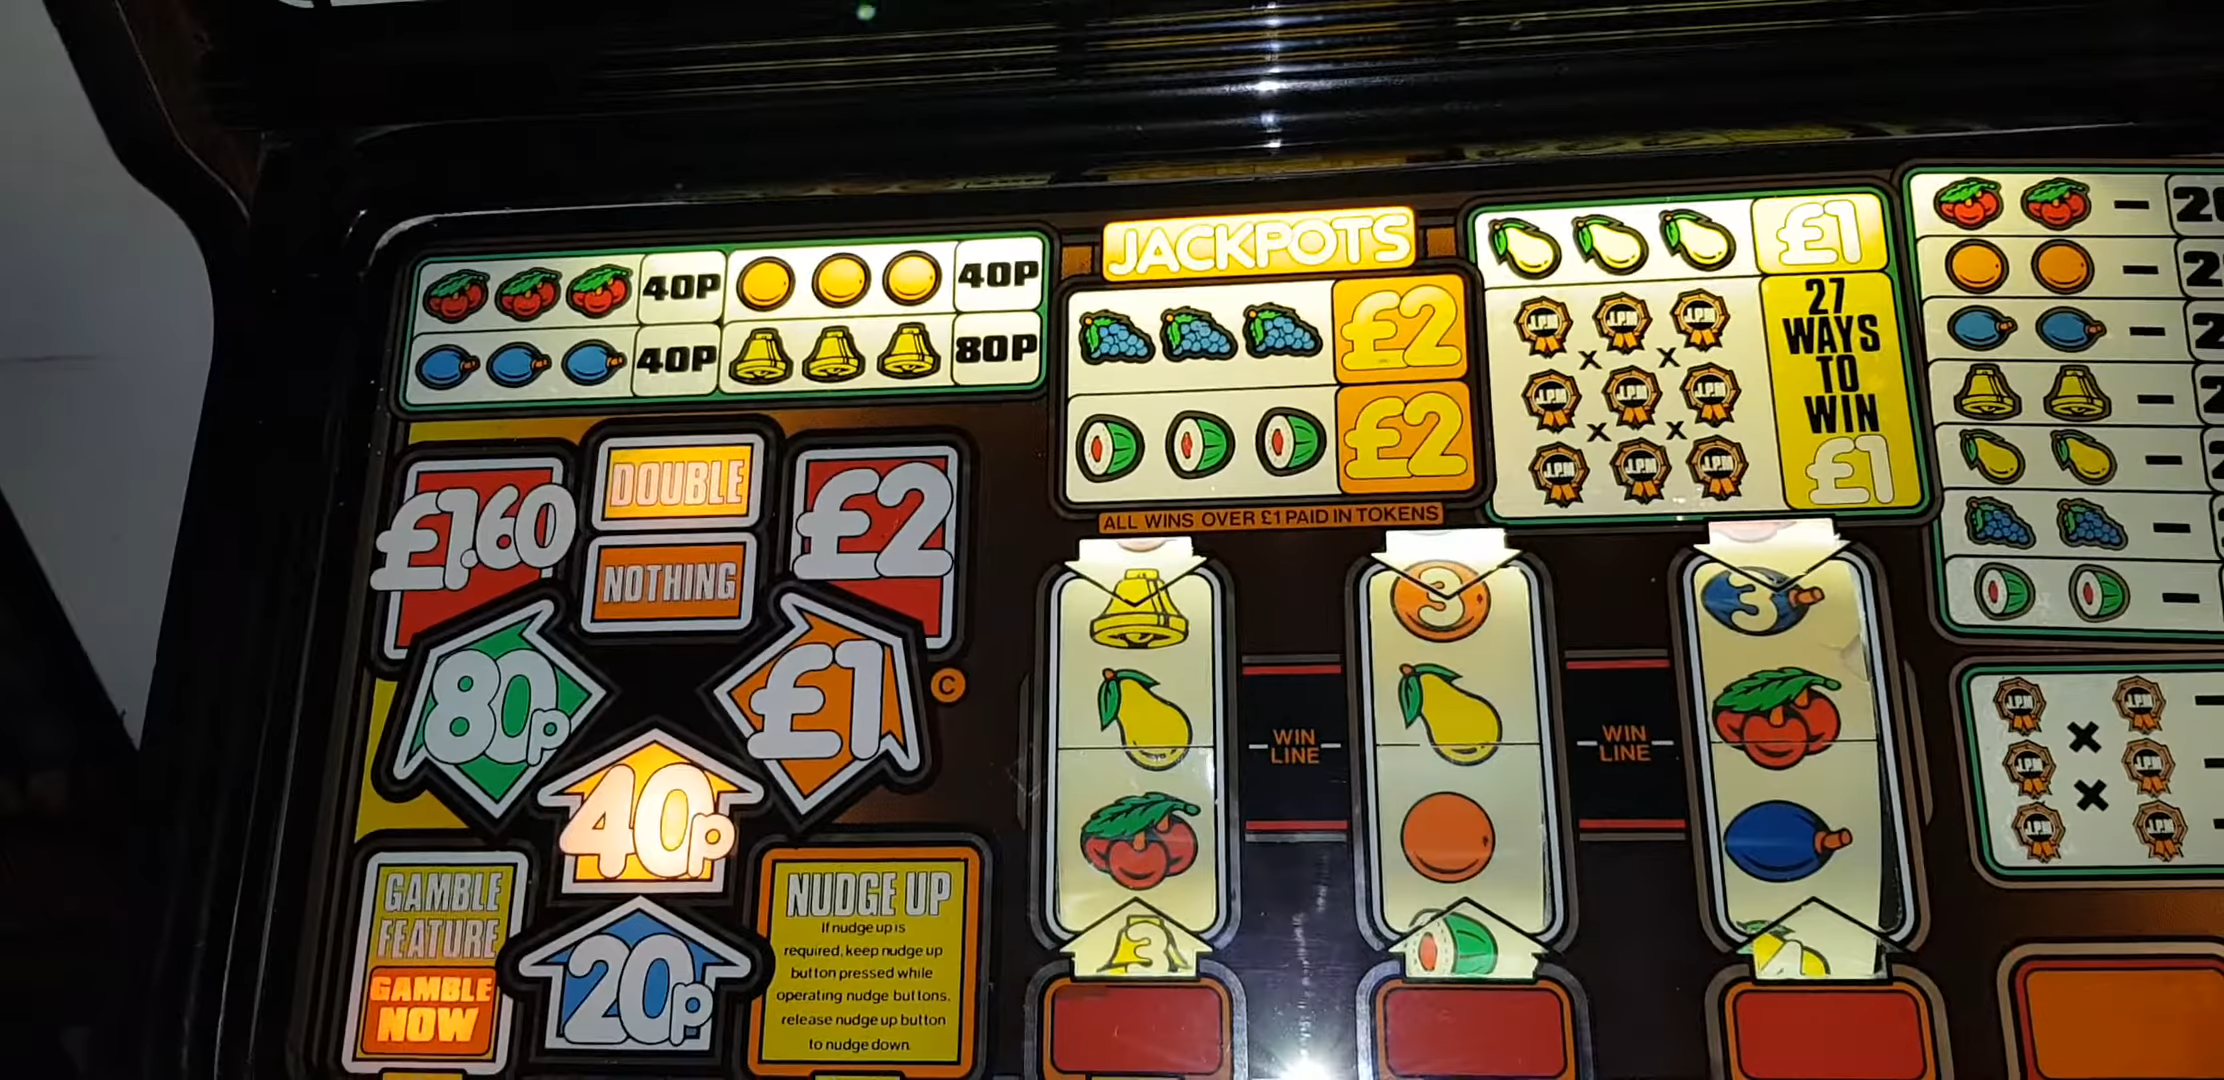 JACKPOTS
40P
40P
40P
80P
£2
£2
£1
27
WAYS
TO
WIN
£1
J.P.M
J.P.M
J.P.M
J.P.M
J.P.M
J.P.M
J.P.M
J.P.M
J.P.M
ALL WINS OVER £1 PAID IN TOKENS
£1.60
DOUBLE
NOTHING
£2
80p
£1
C
40p
20p
GAMBLE
FEATURE
GAMBLE
NOW
NUDGE UP
If nudge up is
required, keep nudge up
button pressed while
operating nudge buttons,
release nudge up button
to nudge down.
3
3
WIN
LINE
WIN
LINE
3
J.P.M
J.P.M
J.P.M
J.P.M
J.P.M
J.P.M